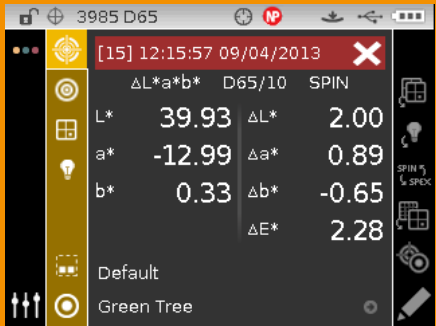 3985 D65 NP
[15] 12:15:57 09/04/2013
ΔL*a*b* D65/10 SPIN
L* 39.93 ΔL* 2.00
a* -12.99 Δa* 0.89
b* 0.33 Δb* -0.65
ΔE* 2.28
SPIN
SPEX
Default
Green Tree